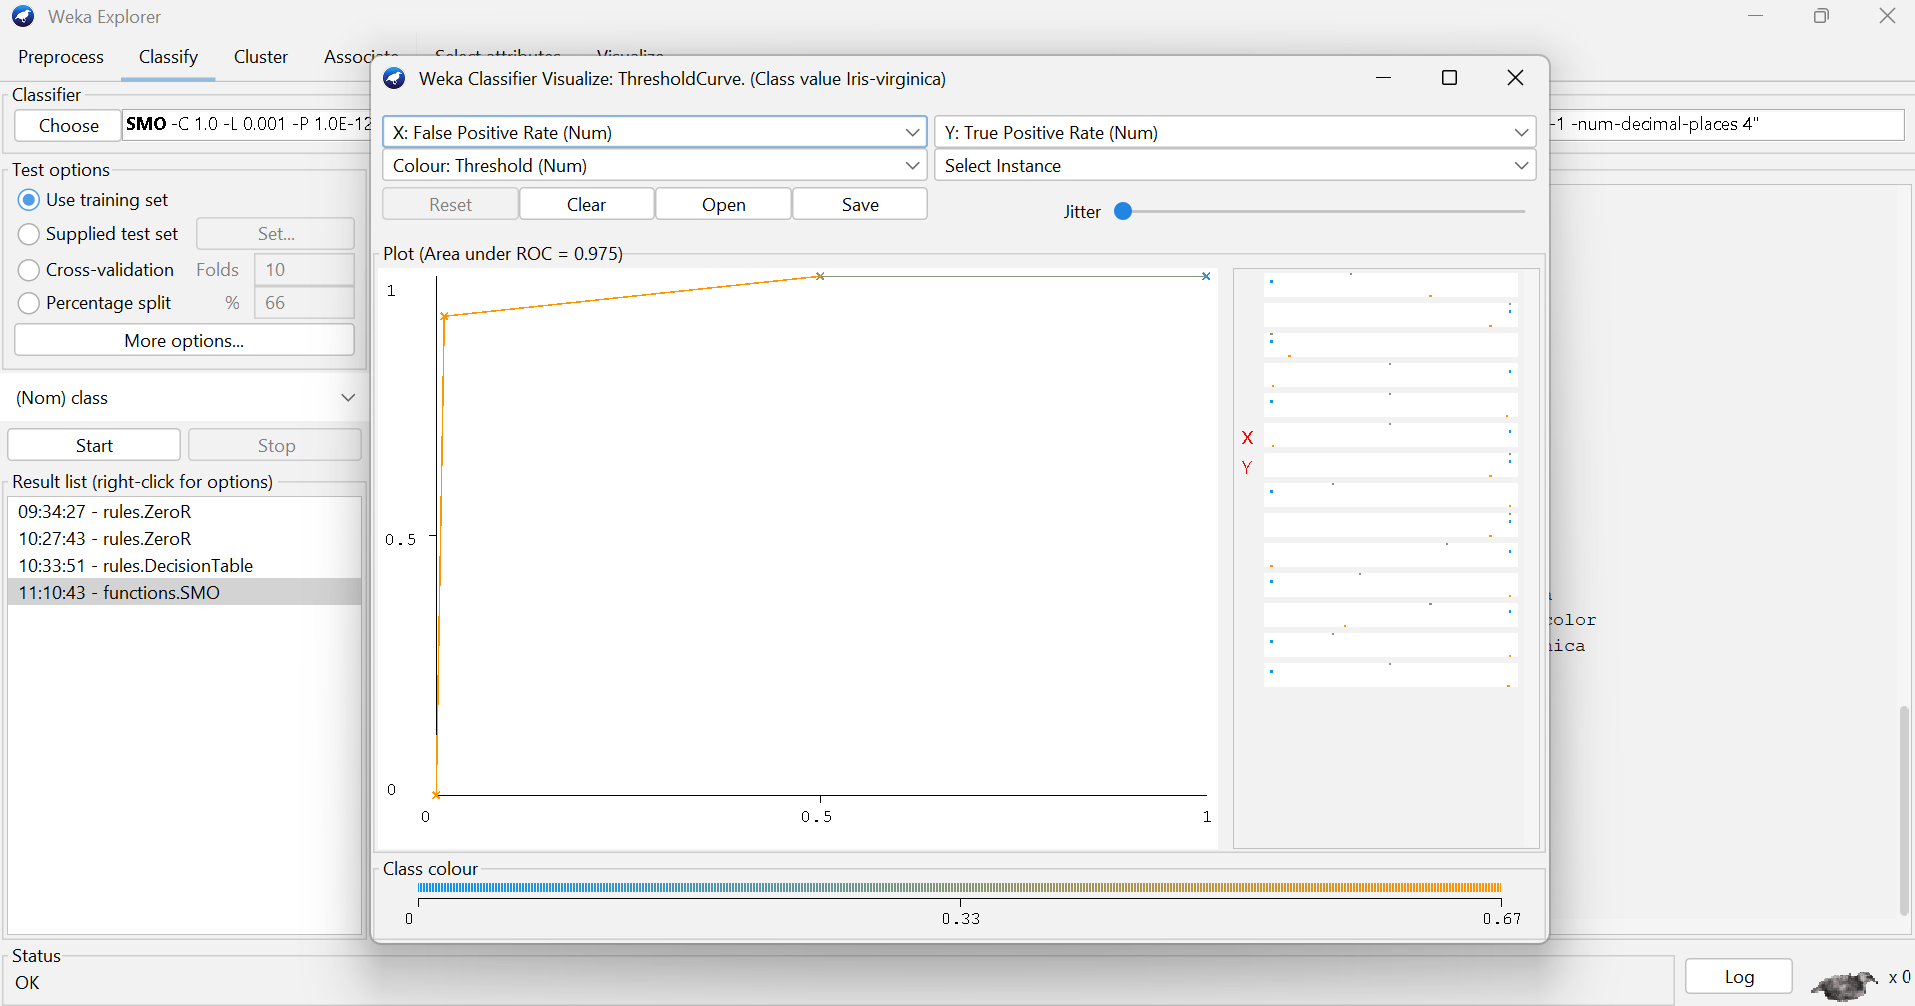 Weka Explorer
Preprocess Classify Cluster Associate Select attributes Visualize
Weka Classifier Visualize: ThresholdCurve. (Class value Iris-virginica)
Classifier
Choose SMO -C 1.0 -L 0.001 -P 1.0E-12 -1 -num-decimal-places 4"
X: False Positive Rate (Num) Y: True Positive Rate (Num)
Colour: Threshold (Num) Select Instance
Reset Clear Open Save Jitter
Test options
Use training set
Supplied test set Set...
Cross-validation Folds 10
Percentage split % 66
More options...
(Nom) class
Start Stop
Result list (right-click for options)
09:34:27 - rules.ZeroR
10:27:43 - rules.ZeroR
10:33:51 - rules.DecisionTable
11:10:43 - functions.SMO
Plot (Area under ROC = 0.975)
1
0.5
0
0 0.5 1
X
Y
color
ica
Class colour
0 0.33 0.67
Status
OK
Log x 0